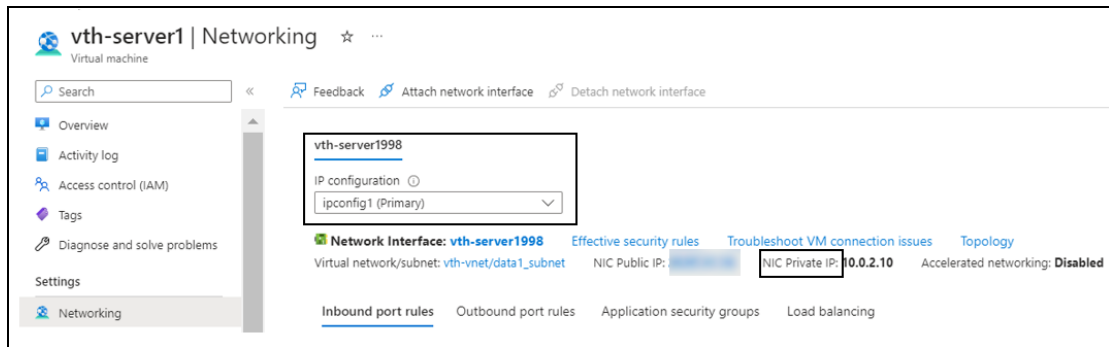 vth-server1 | Networking ☆ ...
Virtual machine
Search «
Feedback Attach network interface Detach network interface
Overview
Activity log
Access control (IAM)
Tags
Diagnose and solve problems
Settings
Networking
vth-server1998
IP configuration
ipconfig1 (Primary)
Network Interface: vth-server1998 Effective security rules Troubleshoot VM connection issues Topology
Virtual network/subnet: vth-vnet/data1_subnet NIC Public IP: NIC Private IP: 10.0.2.10 Accelerated networking: Disabled
Inbound port rules Outbound port rules Application security groups Load balancing